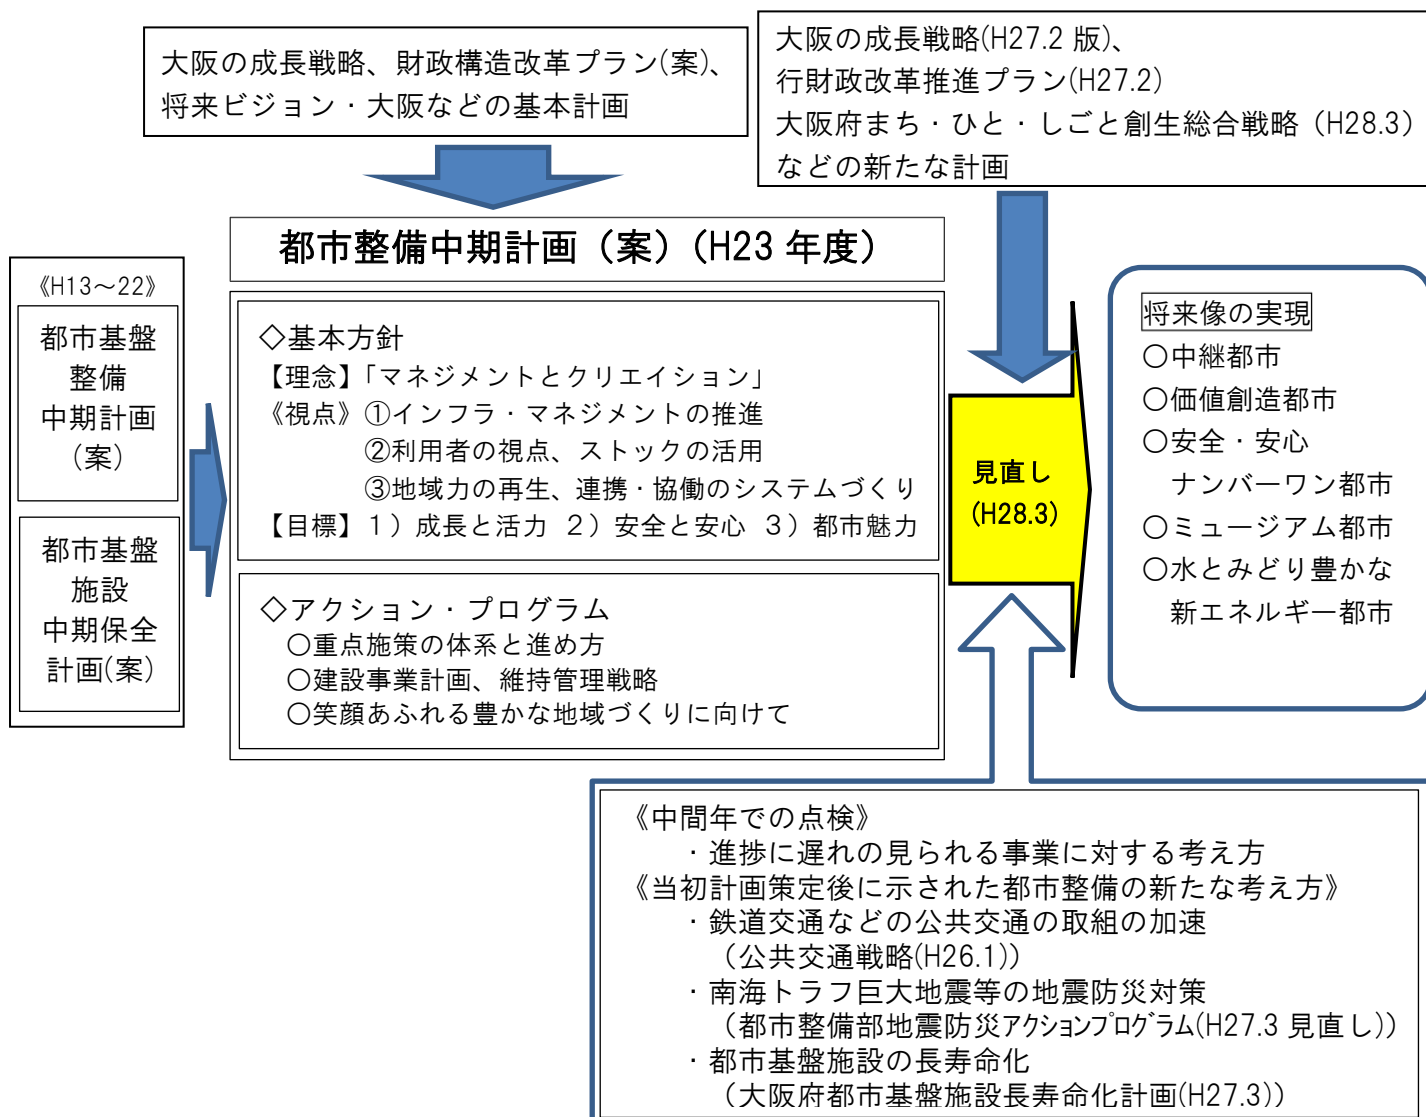 大阪の成長戦略、財政構造改革プラン(案)、
将来ビジョン・大阪などの基本計画
大阪の成長戦略(H27.2 版)、
行財政改革推進プラン(H27.2)
大阪府まち・ひと・しごと創生総合戦略（H28.3）
などの新たな計画
都市整備中期計画（案）(H23 年度）
《H13～22》
都市基盤
整備
中期計画
（案）
都市基盤
施設
中期保全
計画(案）
◇基本方針
【理念】「マネジメントとクリエイション」
《視点》①インフラ・マネジメントの推進
②利用者の視点、ストックの活用
③地域力の再生、連携・協働のシステムづくり
【目標】１）成長と活力 ２）安全と安心 ３）都市魅力
◇アクション・プログラム
○重点施策の体系と進め方
○建設事業計画、維持管理戦略
○笑顔あふれる豊かな地域づくりに向けて
見直し
(H28.3)
将来像の実現
○中継都市
○価値創造都市
○安全・安心
ナンバーワン都市
○ミュージアム都市
○水とみどり豊かな
新エネルギー都市
《中間年での点検》
・進捗に遅れの見られる事業に対する考え方
《当初計画策定後に示された都市整備の新たな考え方》
・鉄道交通などの公共交通の取組の加速
（公共交通戦略(H26.1)）
・南海トラフ巨大地震等の地震防災対策
（都市整備部地震防災ｱｸｼｮﾝﾌﾟﾛｸﾞﾗﾑ(H27.3 見直し)）
・都市基盤施設の長寿命化
（大阪府都市基盤施設長寿命化計画(H27.3)）